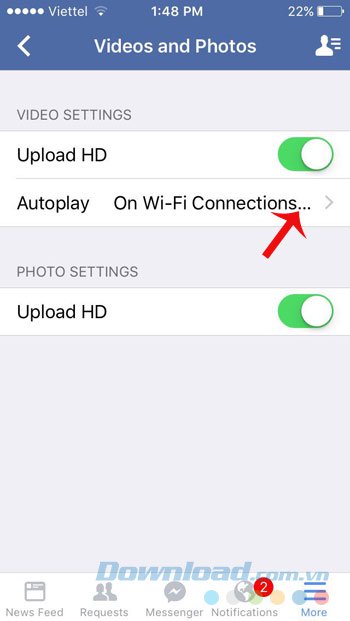 Viettel 1:48 PM 22%
Videos and Photos
VIDEO SETTINGS
Upload HD
Autoplay On Wi-Fi Connections...
PHOTO SETTINGS
Upload HD
Download.com.vn
2
News Feed Requests Messenger Notifications More